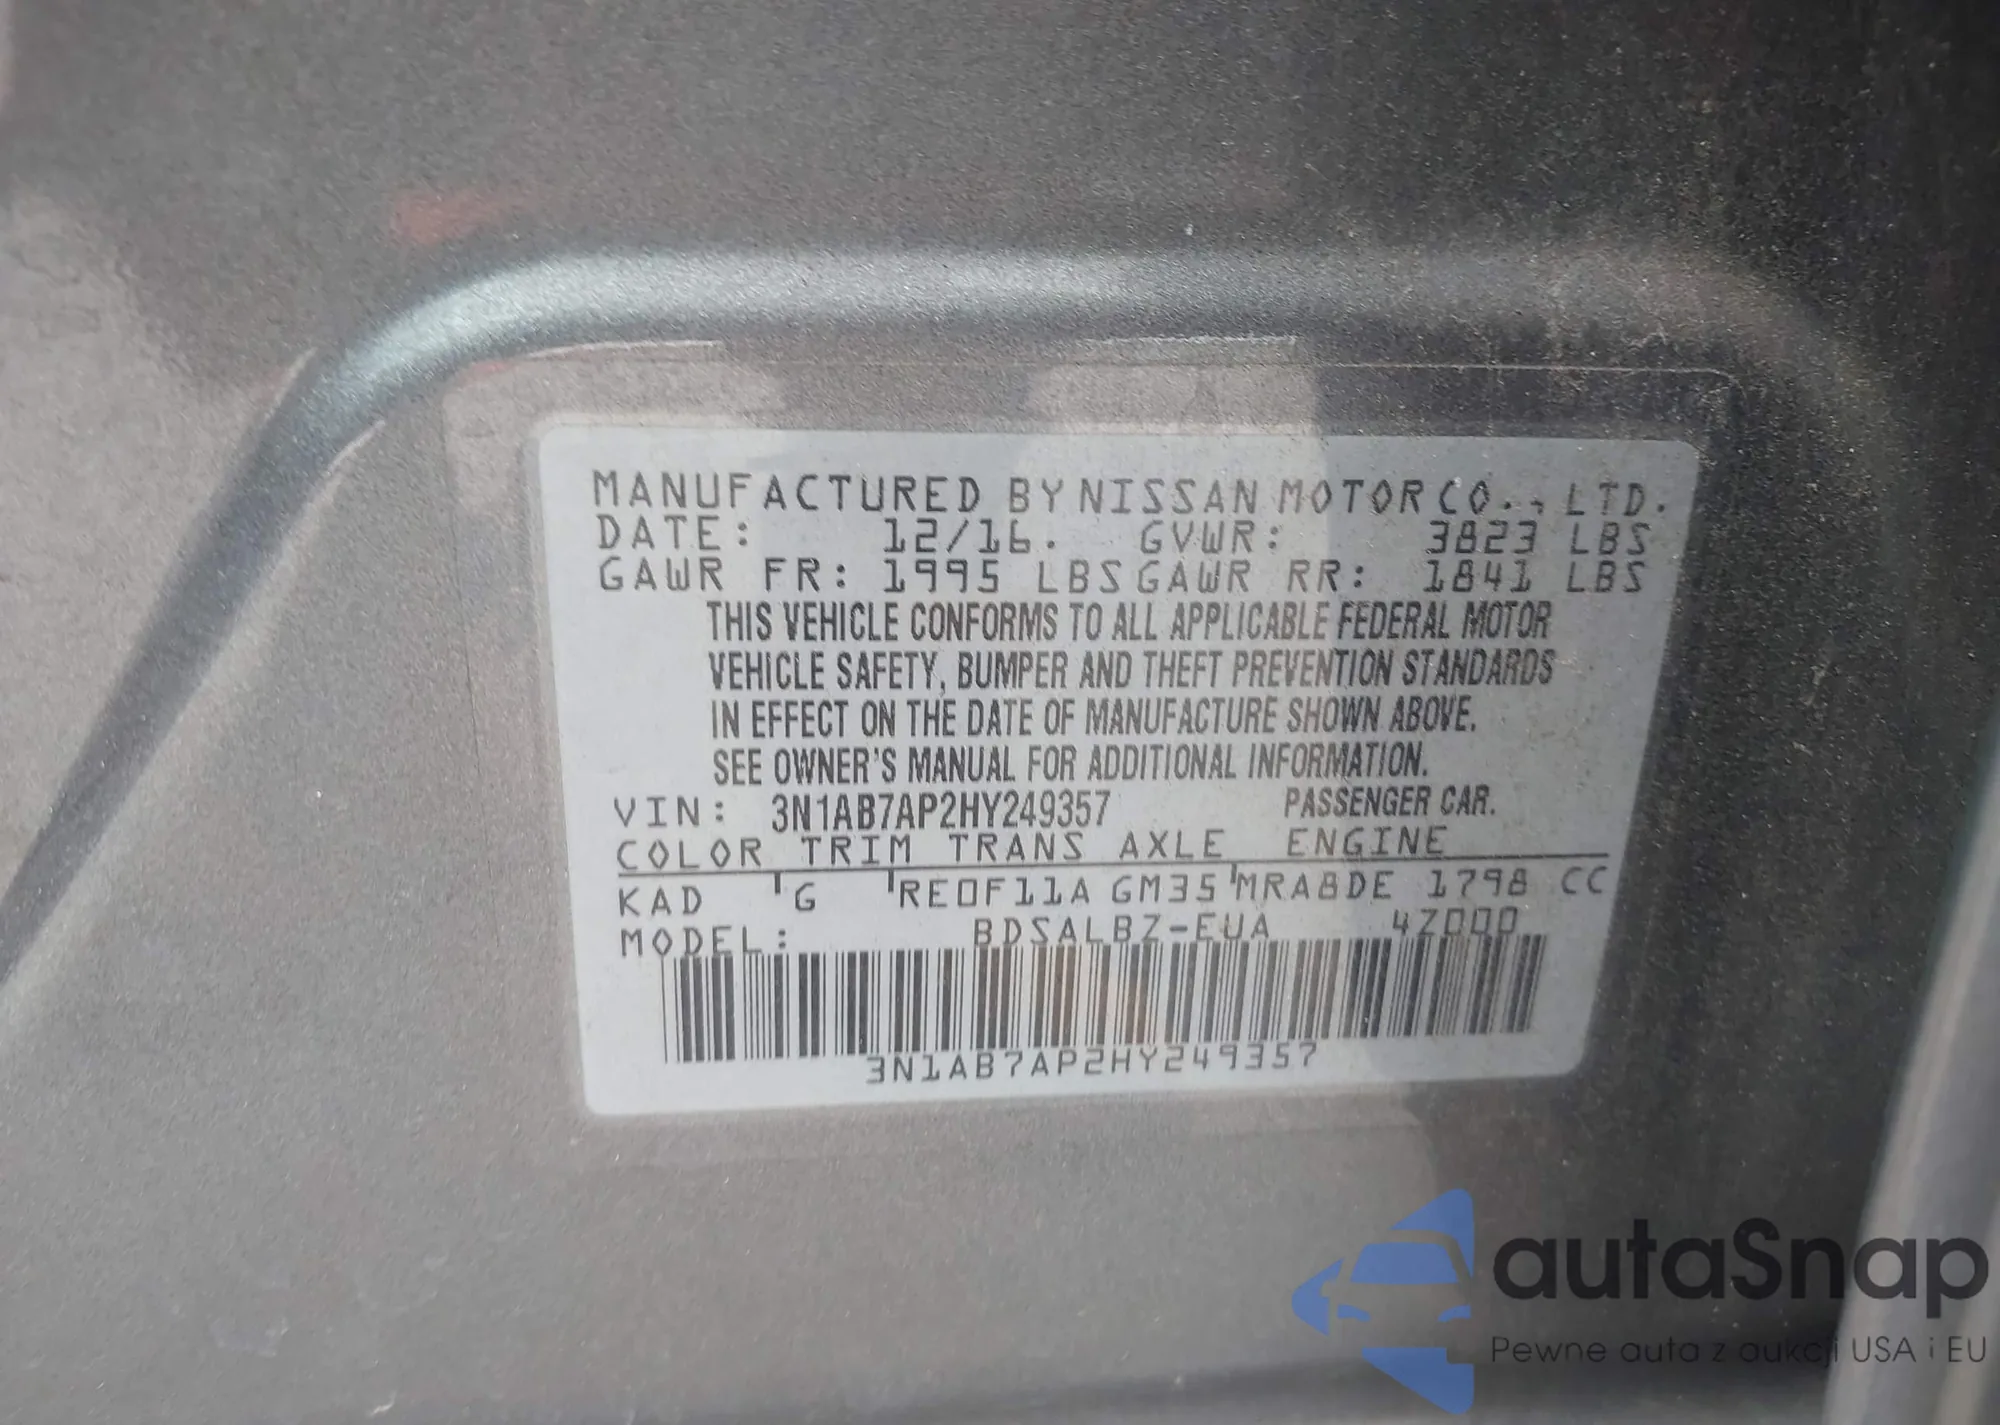 MANUFACTURED BY NISSAN MOTOR CO., LTD.
DATE: 12/16. GVWR: 3823 LBS
GAWR FR: 1995 LBS GAWR RR: 1841 LBS
THIS VEHICLE CONFORMS TO ALL APPLICABLE FEDERAL MOTOR
VEHICLE SAFETY, BUMPER AND THEFT PREVENTION STANDARDS
IN EFFECT ON THE DATE OF MANUFACTURE SHOWN ABOVE.
SEE OWNER'S MANUAL FOR ADDITIONAL INFORMATION.
VIN: 3N1AB7AP2HY249357 PASSENGER CAR.
COLOR TRIM TRANS AXLE ENGINE
KAD G RE0F11A GM35 MRA8DE 1798 CC
MODEL: BDSALBZ-EUA 4Z000
3N1AB7AP2HY249357
autaSnap
Pewne auta z aukcji USA i EU